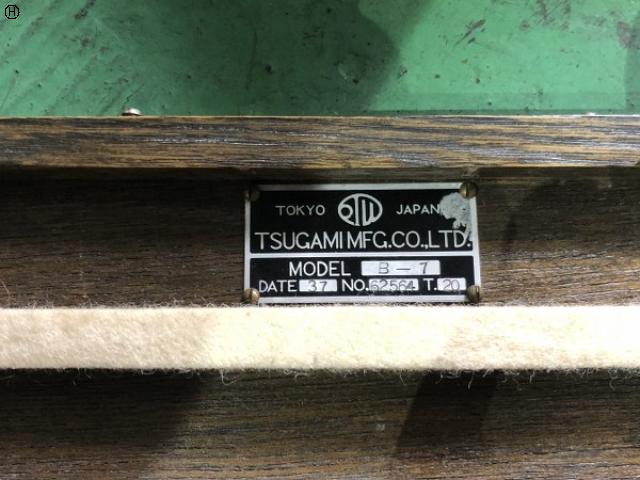 H
TOKYO JAPAN
TSUGAMI MFG.CO.,LTD.
MODEL B-7
DATE 37 NO. 62564 T. 20